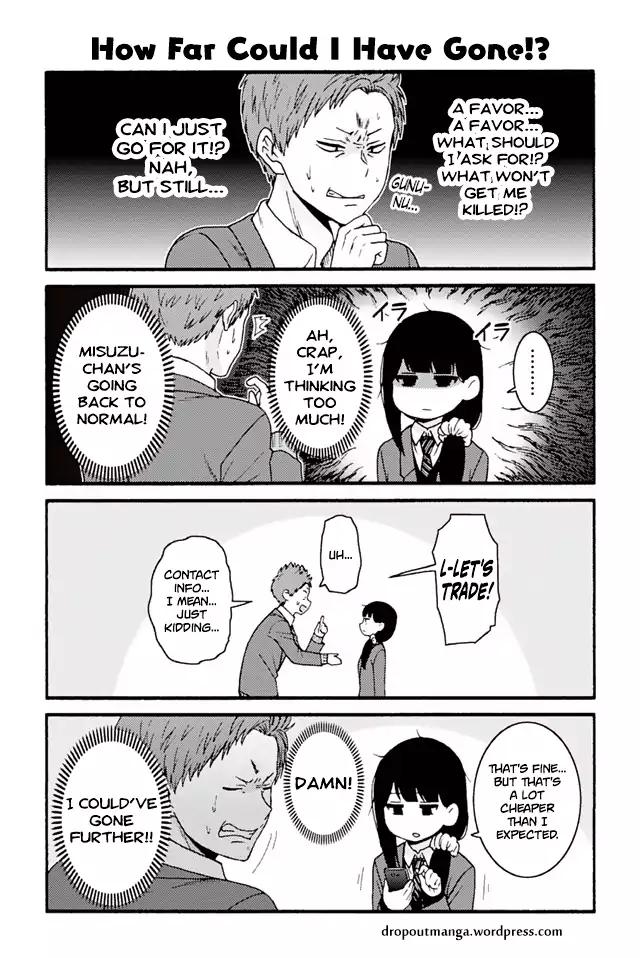 How Far Could I Have Gone!?
A FAVOR...
A FAVOR...
WHAT SHOULD
I ASK FOR!?
WHAT WON'T
GET ME
KILLED!?
CAN I JUST
GO FOR IT!?
NAH,
BUT STILL...
GUNU-
NU...
..........
イラ
イラ
AH,
CRAP,
I'M
THINKING
TOO
MUCH!
MISUZU-
CHAN'S
GOING
BACK TO
NORMAL!
L-LET'S
TRADE!
UH...
CONTACT
INFO...
I MEAN...
JUST
KIDDING...
THAT'S FINE...
BUT THAT'S
A LOT
CHEAPER
THAN I
EXPECTED.
DAMN!
I COULD'VE
GONE
FURTHER!!
dropoutmanga.wordpress.com